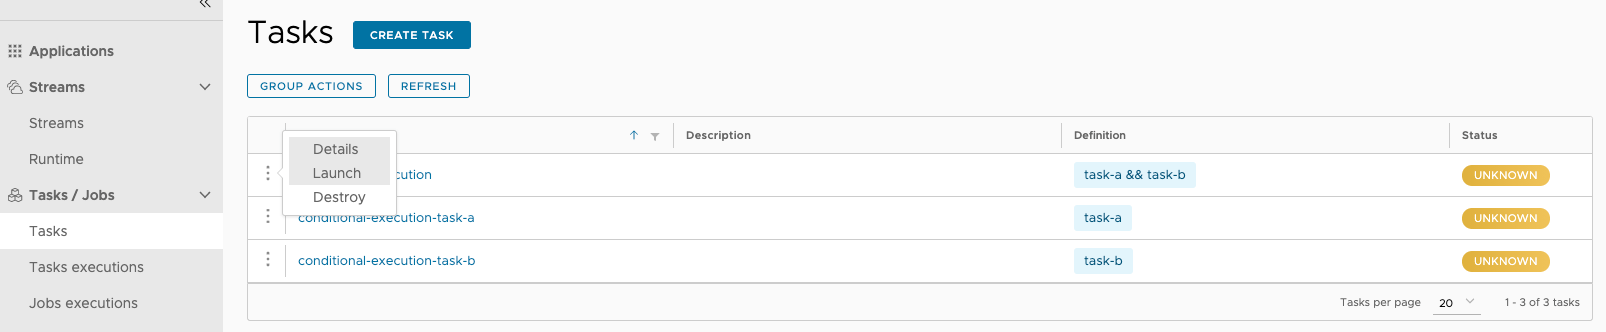 Applications
Streams
Streams
Runtime
Tasks / Jobs
Tasks
Tasks executions
Jobs executions
Tasks CREATE TASK
GROUP ACTIONS REFRESH
Description Definition Status
Details
Launch
Destroy
cution task-a && task-b UNKNOWN
conditional-execution-task-a task-a UNKNOWN
conditional-execution-task-b task-b UNKNOWN
Tasks per page 20 1 - 3 of 3 tasks